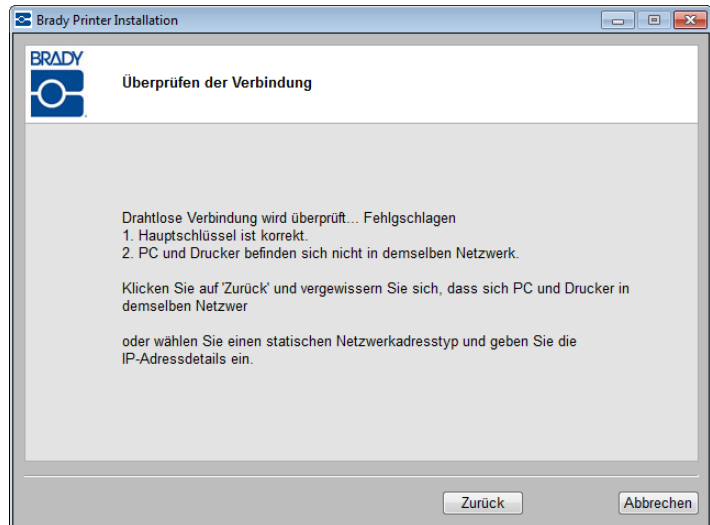 Brady Printer Installation
BRADY
Überprüfen der Verbindung
Drahtlose Verbindung wird überprüft... Fehlgschlagen
1. Hauptschlüssel ist korrekt.
2. PC und Drucker befinden sich nicht in demselben Netzwerk.
Klicken Sie auf 'Zurück' und vergewissern Sie sich, dass sich PC und Drucker in
demselben Netzwer
oder wählen Sie einen statischen Netzwerkadresstyp und geben Sie die
IP-Adressdetails ein.
Zurück
Abbrechen